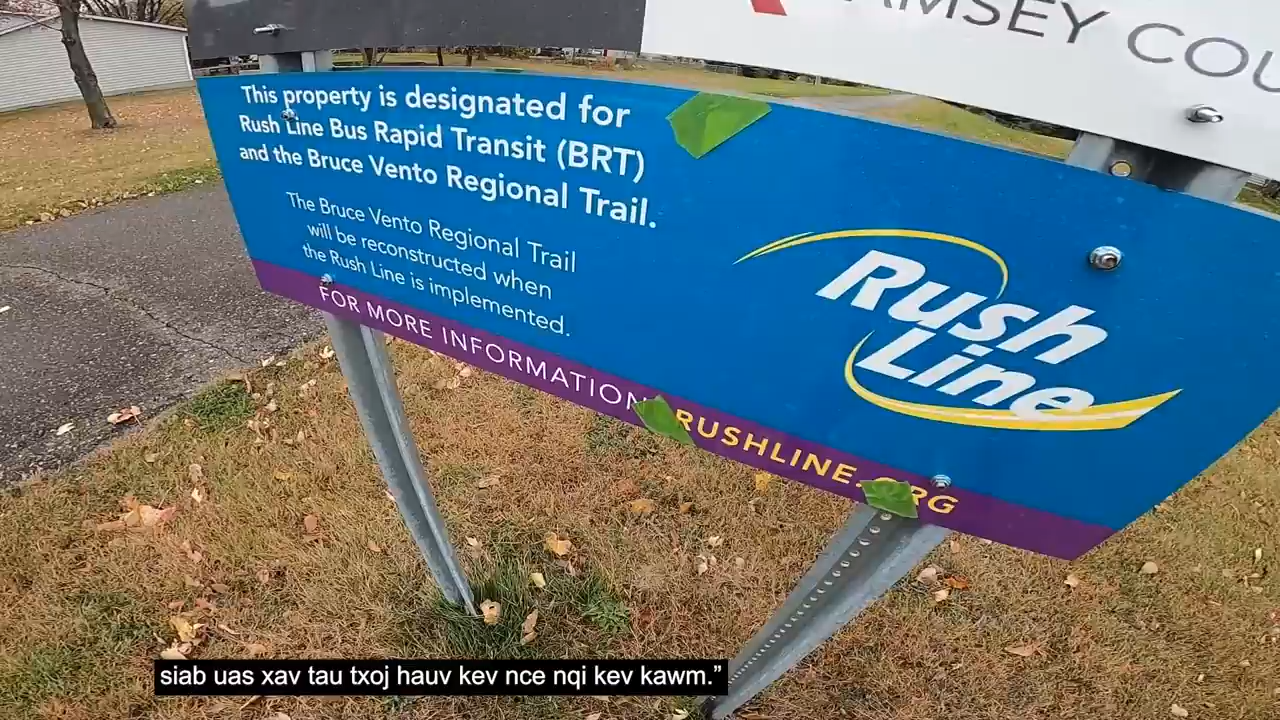 COU
This property is designated for
Rush Line Bus Rapid Transit (BRT)
and the Bruce Vento Regional Trail.
The Bruce Vento Regional Trail
will be reconstructed when
the Rush Line is implemented.
Rush
Line
FOR MORE INFORMATION RUSHLINE.ORG
siab uas xav tau txoj hauv kev nce nqi kev kawm.”